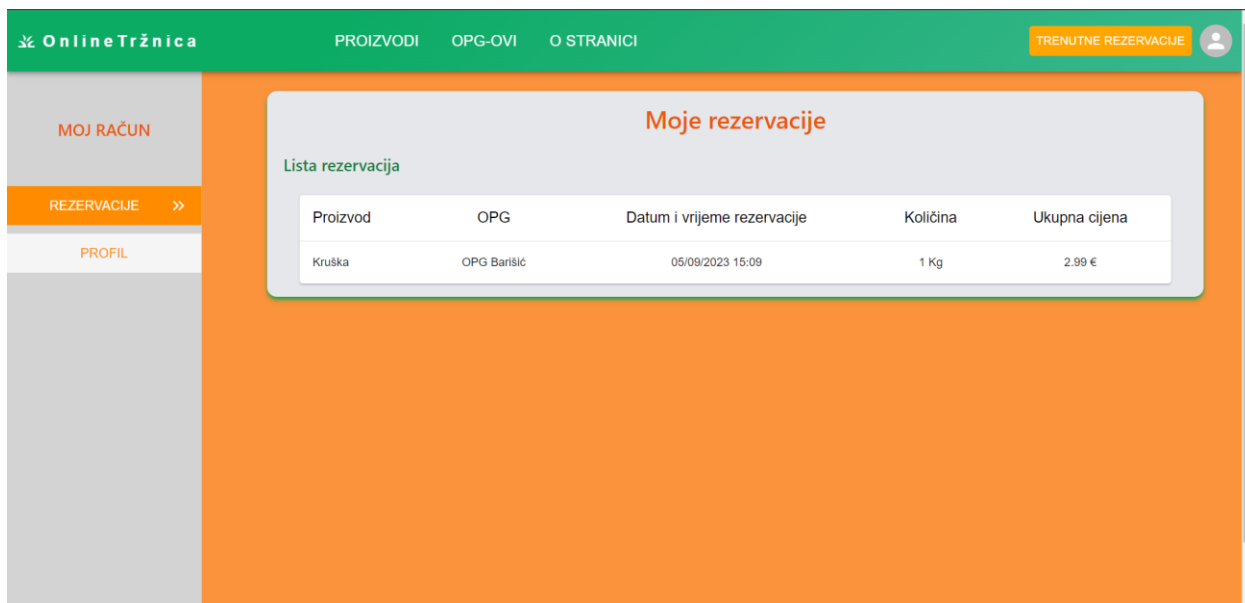 OnlineTržnica PROIZVODI OPG-OVI O STRANICI TRENUTNE REZERVACIJE
MOJ RAČUN
REZERVACIJE
PROFIL
Moje rezervacije
Lista rezervacija
Proizvod OPG Datum i vrijeme rezervacije Količina Ukupna cijena
Kruška OPG Barišić 05/09/2023 15:09 1 Kg 2.99 €